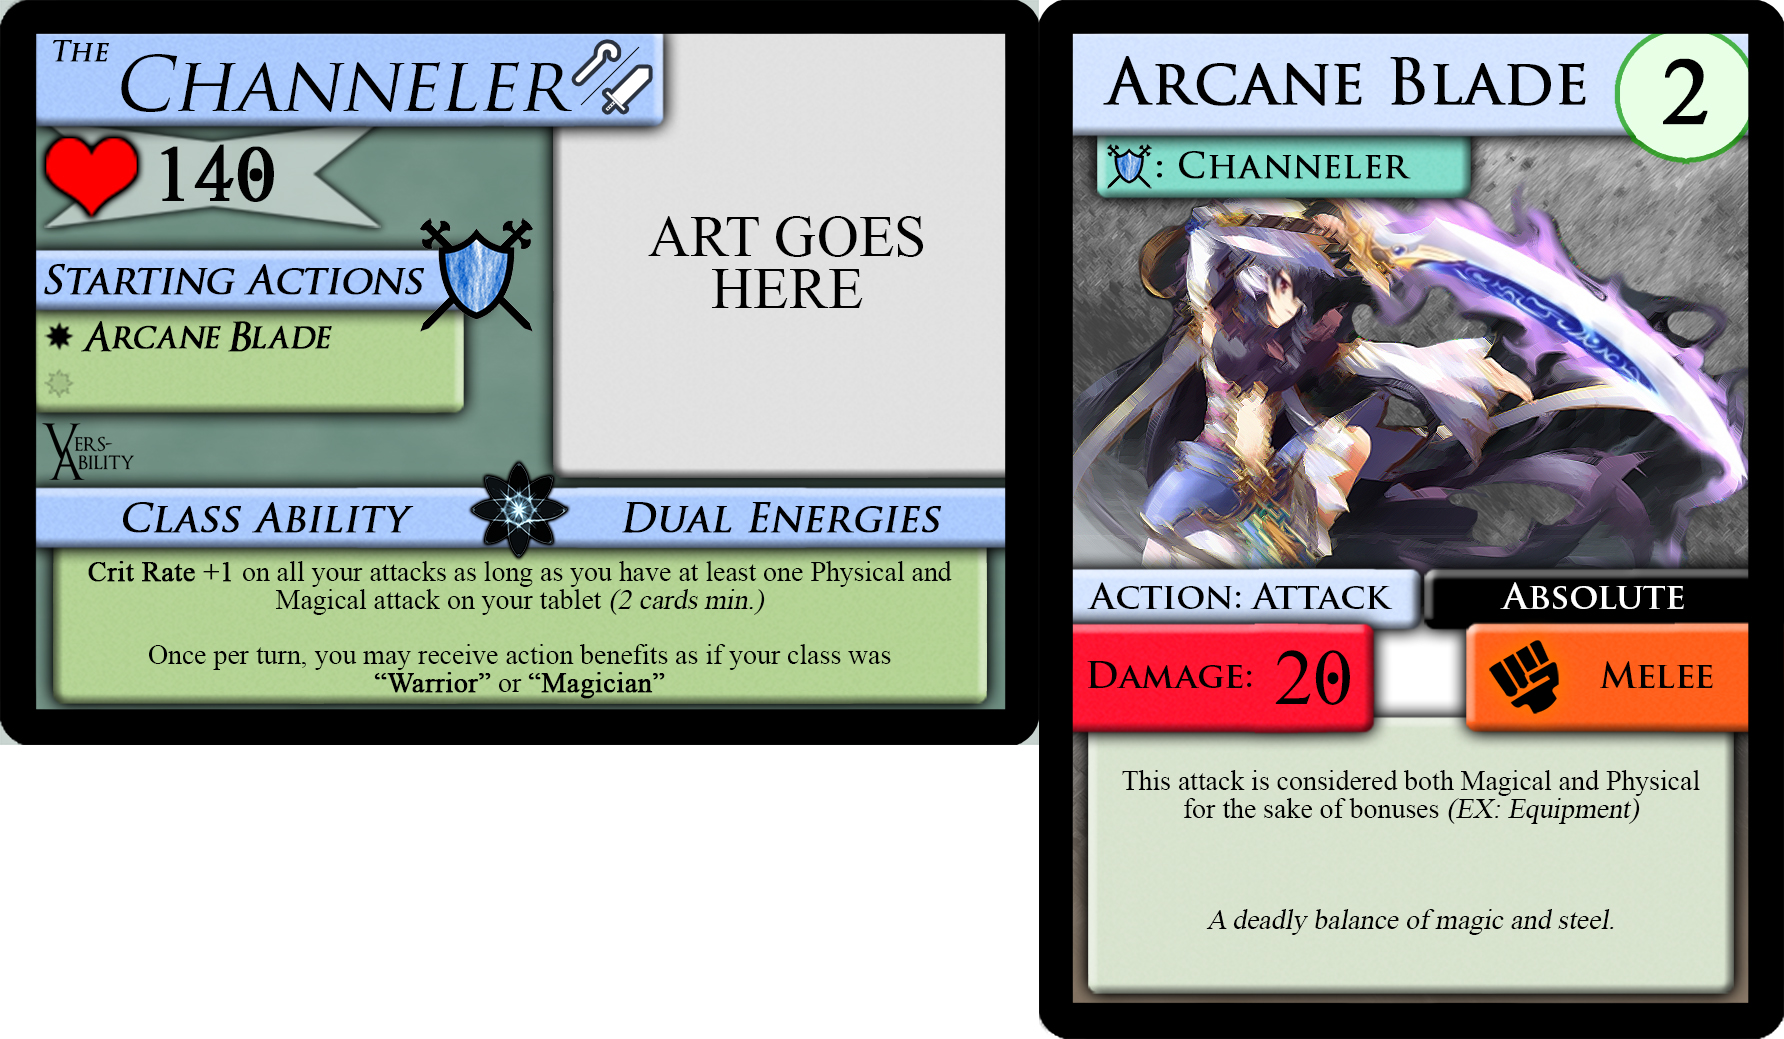 THE
CHANNELER
140
STARTING ACTIONS
ARCANE BLADE
VERS-
ABILITY
ART GOES
HERE
CLASS ABILITY
DUAL ENERGIES
Crit Rate +1 on all your attacks as long as you have at least one Physical and
Magical attack on your tablet (2 cards min.)
Once per turn, you may receive action benefits as if your class was
“Warrior” or “Magician”
ARCANE BLADE
2
: CHANNELER
ACTION: ATTACK
ABSOLUTE
DAMAGE: 20
MELEE
This attack is considered both Magical and Physical
for the sake of bonuses (EX: Equipment)
A deadly balance of magic and steel.